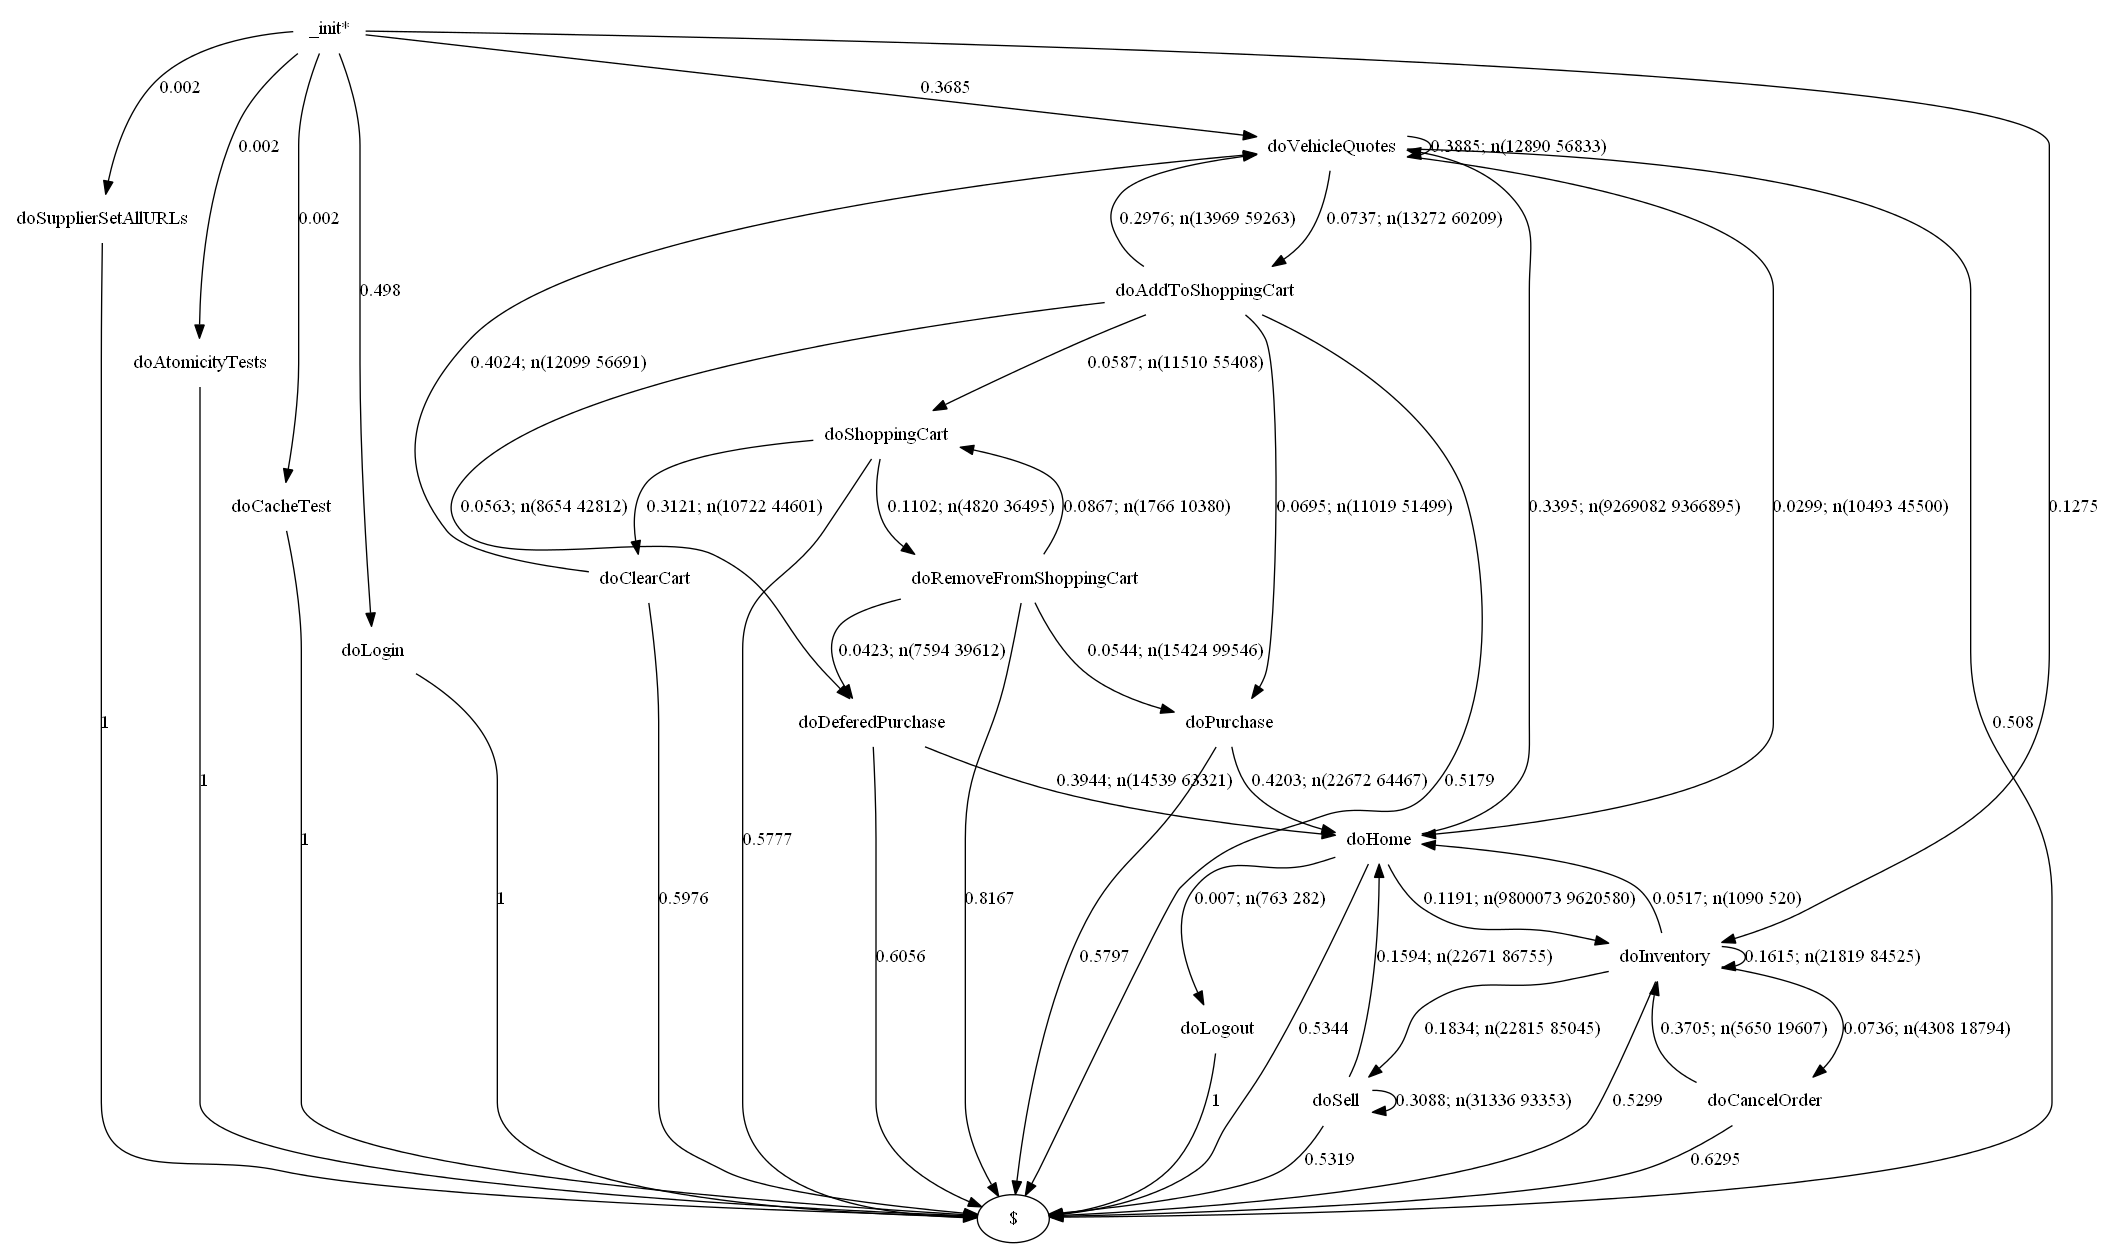 _init*
0.002
0.3685
0.002
doVehicleQuotes
0.3885; n(12890 56833)
doSupplierSetAllURLs
0.002
2976; n(13969 59263)
0.0737; n(13272 60209)
0.498
doAddToShoppingCart
doAtomicityTests
0.4024; n(12099 56691)
0.0587; n(11510 55408)
doShoppingCart
doCacheTest
0.0563; n(8654 42812)
0.3121; n(10722 44601)
0.1102; n(4820 36495)
0.0867; n(1766 10380)
0.0695; n(11019 51499)
0.3395; n(9269082 9366895)
0.0299; n(10493 45500)
0.1275
doClearCart
doRemoveFromShoppingCart
doLogin
0.0423; n(7594 39612)
0.0544; n(15424 99546)
1
doDeferedPurchase
doPurchase
0.508
1
0.3944; n(14539 63321)
0.4203; n(22672 64467)
0.5179
1
0.5777
doHome
1
0.5976
0.8167
0.007; n(763 282)
0.1191; n(9800073 9620580)
0.0517; n(1090 520)
0.6056
0.5797
0.1594; n(22671 86755)
doInventory
0.1615; n(21819 84525)
doLogout
0.5344
0.1834; n(22815 85045)
0.3705; n(5650 19607)
0.0736; n(4308 18794)
1
doSell
0.3088; n(31336 93353)
0.5299
doCancelOrder
0.5319
0.6295
$